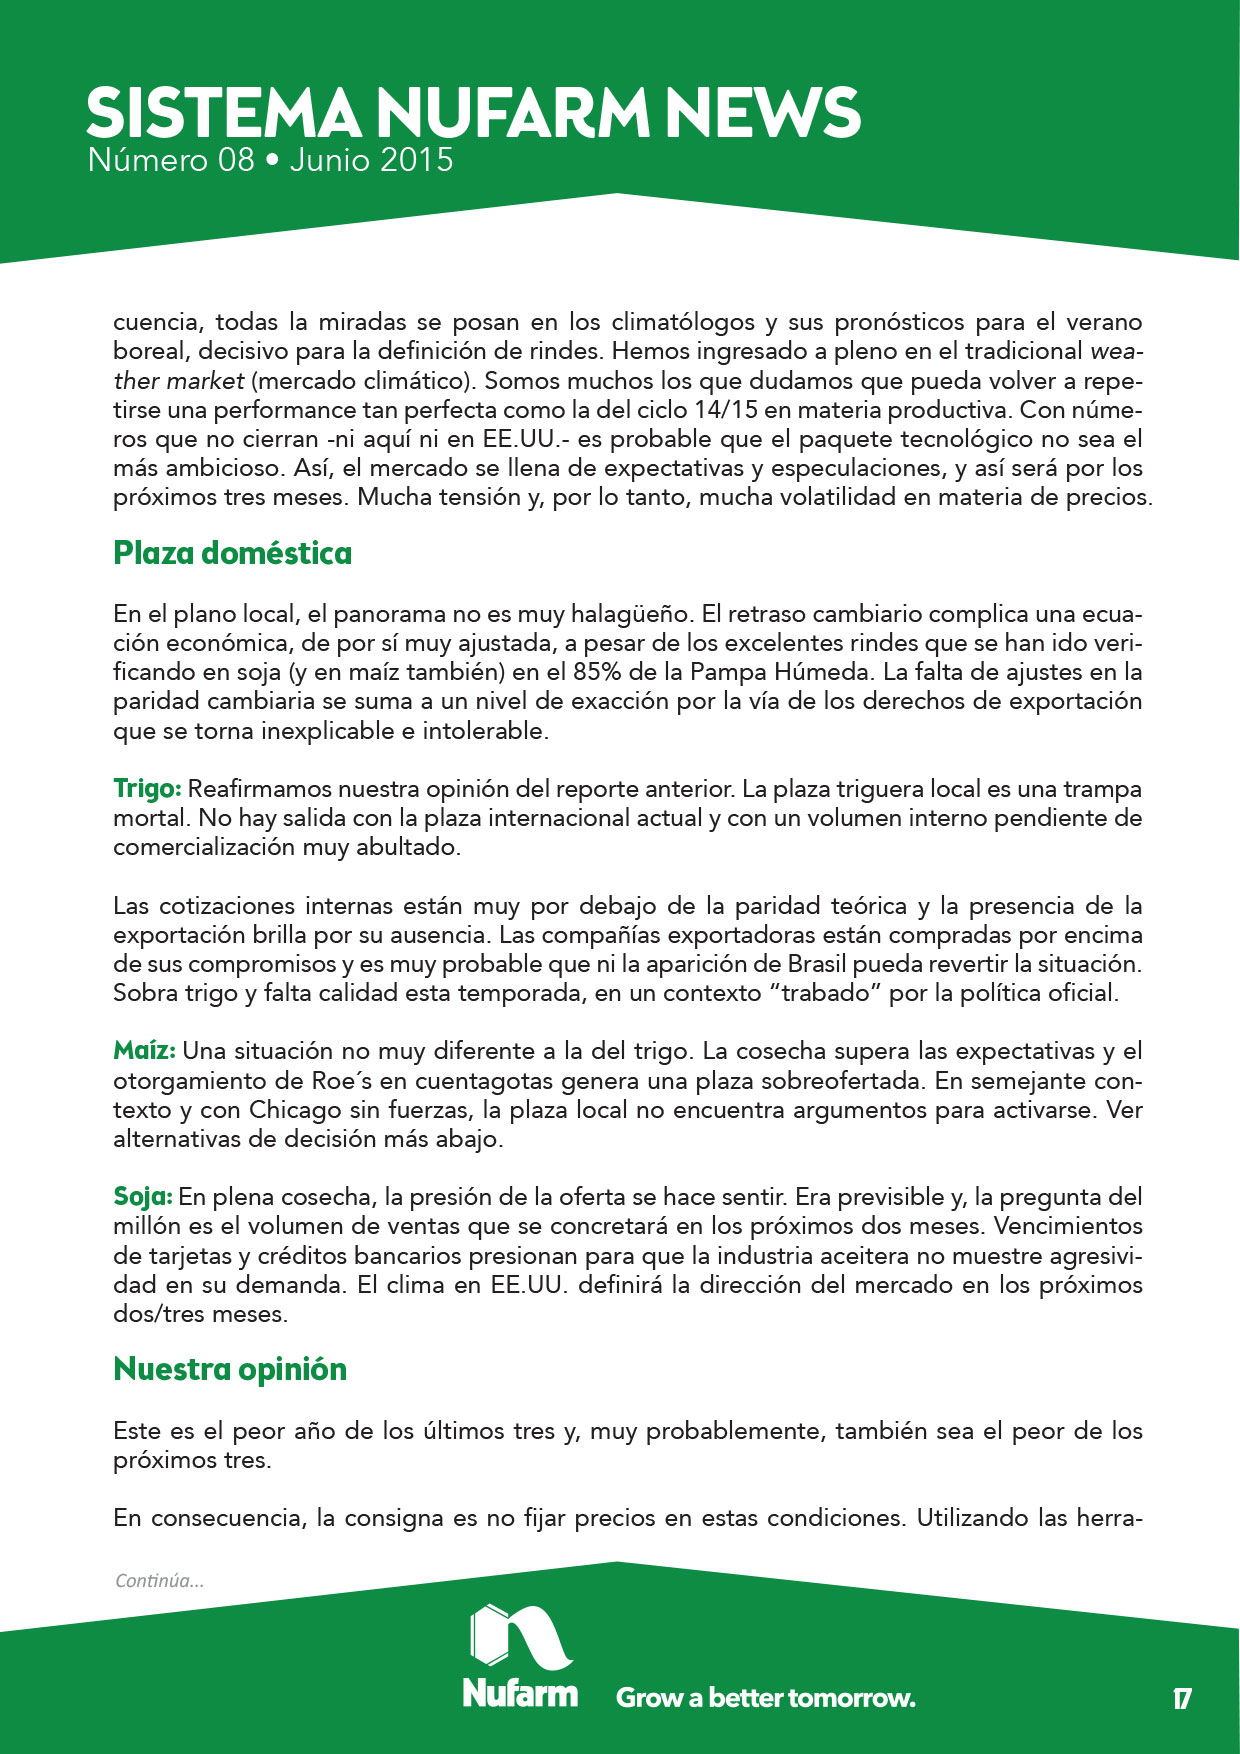 SISTEMA NUFARM NEWS
Número 08 • Junio 2015
cuencia, todas la miradas se posan en los climatólogos y sus pronósticos para el verano
boreal, decisivo para la definición de rindes. Hemos ingresado a pleno en el tradicional wea-
ther market (mercado climático). Somos muchos los que dudamos que pueda volver a repe-
tirse una performance tan perfecta como la del ciclo 14/15 en materia productiva. Con núme-
ros que no cierran -ni aquí ni en EE.UU.- es probable que el paquete tecnológico no sea el
más ambicioso. Así, el mercado se llena de expectativas y especulaciones, y así será por los
próximos tres meses. Mucha tensión y, por lo tanto, mucha volatilidad en materia de precios.
Plaza doméstica
En el plano local, el panorama no es muy halagüeño. El retraso cambiario complica una ecua-
ción económica, de por sí muy ajustada, a pesar de los excelentes rindes que se han ido veri-
ficando en soja (y en maíz también) en el 85% de la Pampa Húmeda. La falta de ajustes en la
paridad cambiaria se suma a un nivel de exacción por la vía de los derechos de exportación
que se torna inexplicable e intolerable.
Trigo: Reafirmamos nuestra opinión del reporte anterior. La plaza triguera local es una trampa
mortal. No hay salida con la plaza internacional actual y con un volumen interno pendiente de
comercialización muy abultado.
Las cotizaciones internas están muy por debajo de la paridad teórica y la presencia de la
exportación brilla por su ausencia. Las compañías exportadoras están compradas por encima
de sus compromisos y es muy probable que ni la aparición de Brasil pueda revertir la situación.
Sobra trigo y falta calidad esta temporada, en un contexto “trabado” por la política oficial.
Maíz: Una situación no muy diferente a la del trigo. La cosecha supera las expectativas y el
otorgamiento de Roe´s en cuentagotas genera una plaza sobreofertada. En semejante con-
texto y con Chicago sin fuerzas, la plaza local no encuentra argumentos para activarse. Ver
alternativas de decisión más abajo.
Soja: En plena cosecha, la presión de la oferta se hace sentir. Era previsible y, la pregunta del
millón es el volumen de ventas que se concretará en los próximos dos meses. Vencimientos
de tarjetas y créditos bancarios presionan para que la industria aceitera no muestre agresivi-
dad en su demanda. El clima en EE.UU. definirá la dirección del mercado en los próximos
dos/tres meses.
Nuestra opinión
Este es el peor año de los últimos tres y, muy probablemente, también sea el peor de los
próximos tres.
En consecuencia, la consigna es no fijar precios en estas condiciones. Utilizando las herra-
Continúa...
Nufarm
Grow a better tomorrow.
17